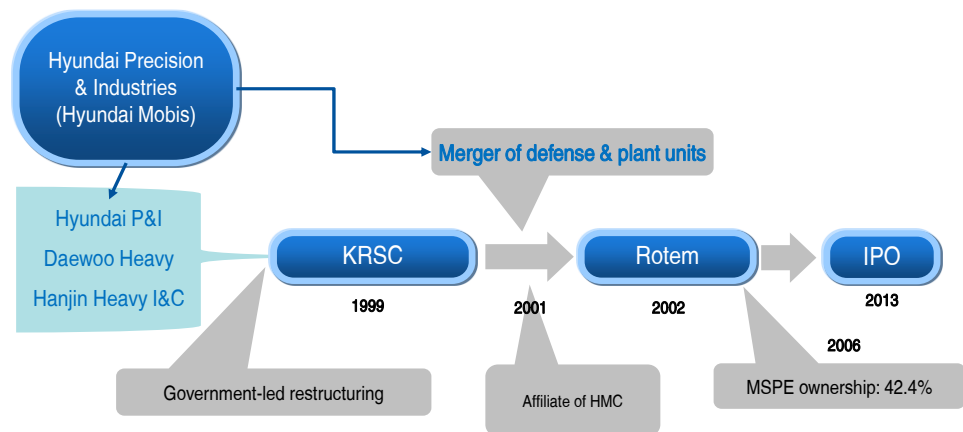 Hyundai Precision
& Industries
(Hyundai Mobis)
Merger of defense & plant units
Hyundai P&I
Daewoo Heavy
Hanjin Heavy I&C
KRSC
Rotem
IPO
1999
2001
2002
2013
2006
Government-led restructuring
Affiliate of HMC
MSPE ownership: 42.4%